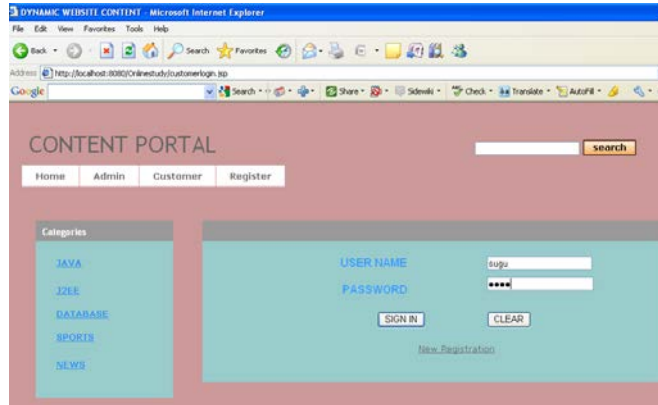 DYNAMIC WEBSITE CONTENT - Microsoft Internet Explorer
File Edit View Favorites Tools Help
Back Search Favorites
Address http://localhost:8080/Onlinestudy/customerlogin.jsp
Google Search Share Sidewiki Check Translate AutoFill
CONTENT PORTAL
search
Home Admin Customer Register
Categories
JAVA
J2EE
DATABASE
SPORTS
NEWS
USER NAME sugu
PASSWORD ••••
SIGN IN CLEAR
New Registration